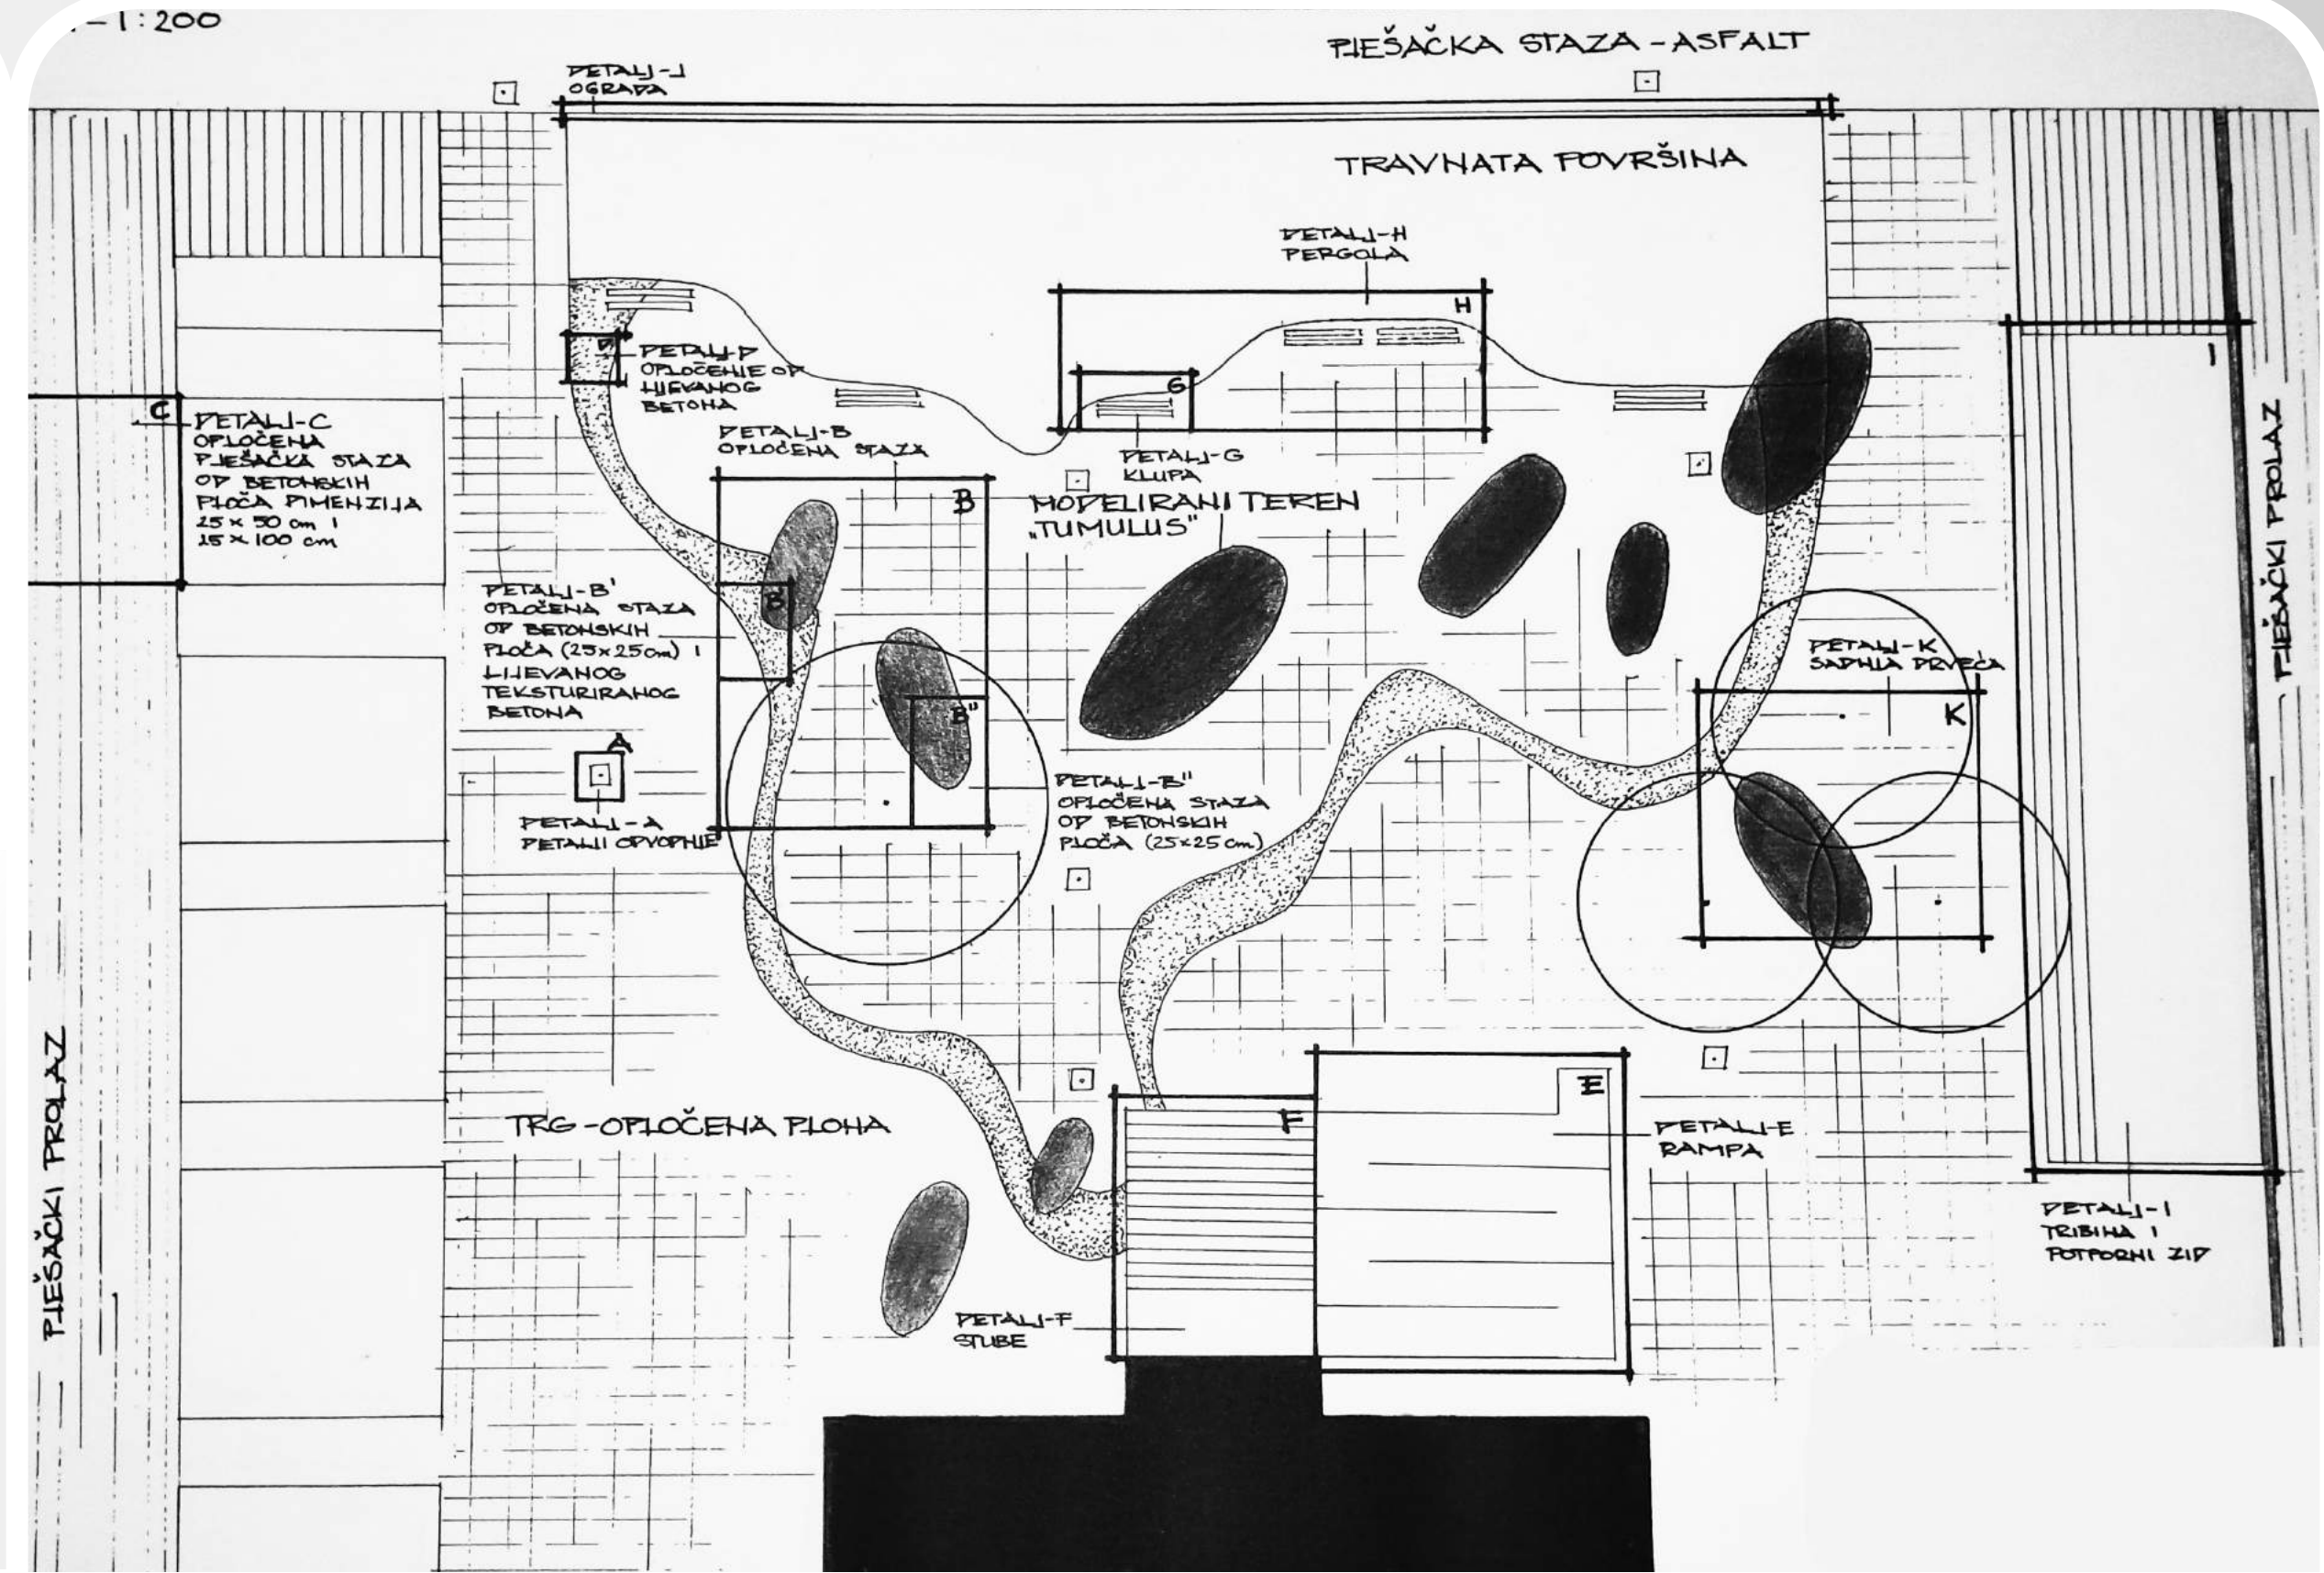 1:200
PJEŠAČKA STAZA - ASFALT
DETALJ-J
OGRADA
TRAVNATA POVRŠINA
DETALJ-H
PERGOLA
H
G
DETALJ-D
OPLOČENJE OD
LIJEVANOG
BETONA
C
DETALJ-C
OPLOČENA
PJEŠAČKA STAZA
OD BETONSKIH
PLOČA DIMENZIJA
25 x 50 cm I
25 x 100 cm
DETALJ-B
OPLOČENA STAZA
B
DETALJ-G
KLUPA
MODELIRANI TEREN
„TUMULUS"
I
PJEŠAČKI PROLAZ
DETALJ-B'
OPLOČENA STAZA
OD BETONSKIH
PLOČA (25x25cm) I
LIJEVANOG
TEKSTURIRANOG
BETONA
B'
B"
DETALJ-K
SADNJA DRVEĆA
K
A
DETALJ-A
DETALJI ODVODNJE
DETALJ-B"
OPLOČENA STAZA
OD BETONSKIH
PLOČA (25x25cm)
PJEŠAČKI PROLAZ
TRG - OPLOČENA PLOHA
F
E
DETALJ-E
RAMPA
DETALJ-I
TRIBINA I
POTPORNI ZID
DETALJ-F
STUBE